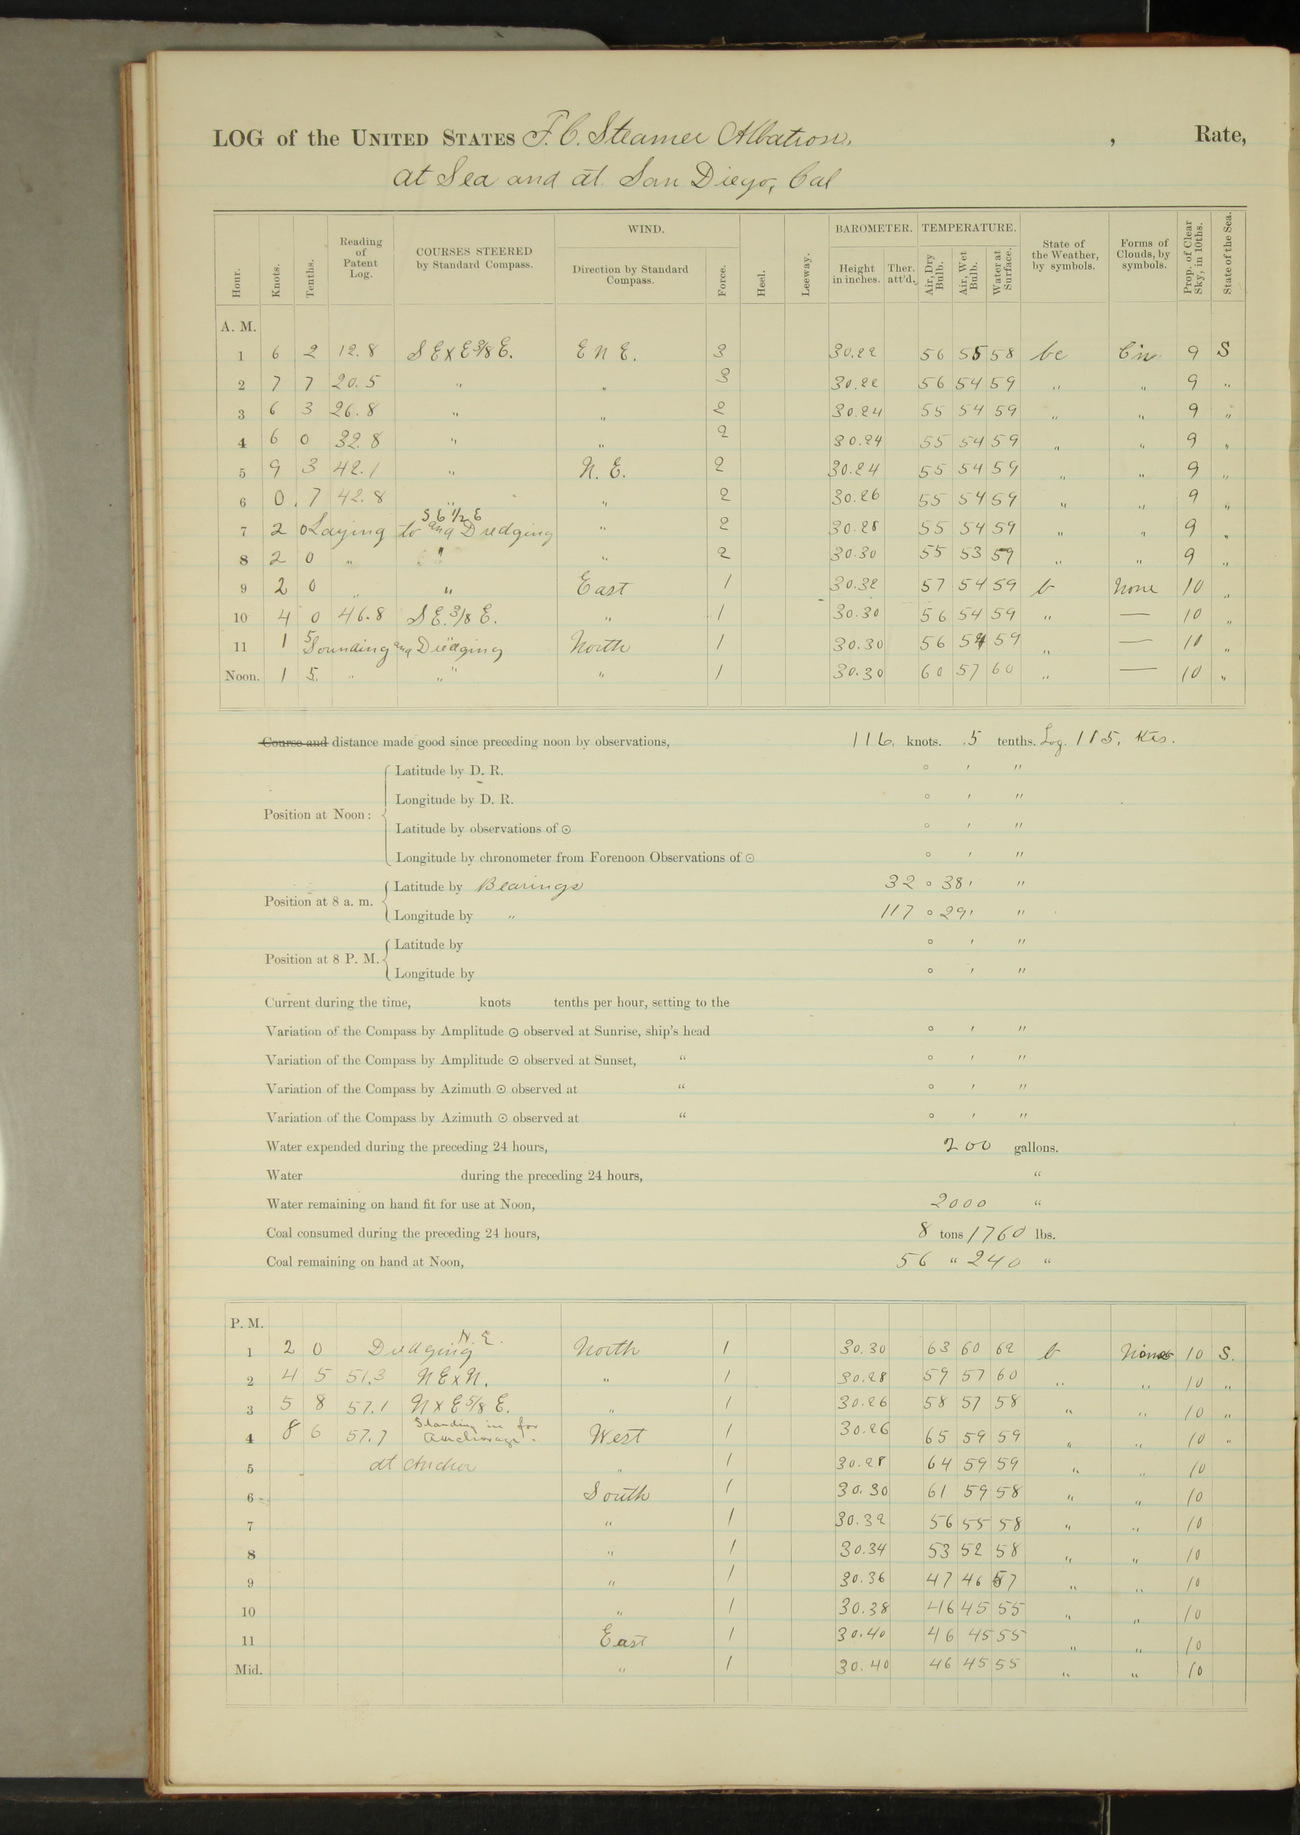 LOG of the UNITED STATES F. C. Steamer Albatross, , Rate,
at Sea and at San Diego, Cal
Hour. Knots. Tenths. Reading of Patent Log. COURSES STEERED by Standard Compass. WIND. Direction by Standard Compass. Force. Heel. Leeway. BAROMETER. Height in inches. Ther. att'd. TEMPERATURE. Air, Dry Bulb. Air, Wet Bulb. Water at Surface. State of the Weather, by symbols. Forms of Clouds, by symbols. Prop. of Clear Sky, in 10ths. State of the Sea.
A. M.
1 6 2 12.8 S E x E 3/8 E. E N E. 3 30.22 56 55 58 bc Cir 9 S
2 7 7 20.5 " " 3 30.22 56 54 59 " " 9 "
3 6 3 26.8 " " 2 30.24 55 54 59 " " 9 "
4 6 0 32.8 " " 2 30.24 55 54 59 " " 9 "
5 9 3 42.1 " N. E. 2 30.24 55 54 59 " " 9 "
6 0. 7 42.8 " " 2 30.26 55 54 59 " " 9 "
S E 1/2 E
7 2 0 Laying to and Dredging " 2 30.28 55 54 59 " " 9 "
8 2 0 " " " 2 30.30 55 53 59 " " 9 "
9 2 0 " " East 1 30.32 57 54 59 b None 10 "
10 4 0 46.8 S E. 3/8 E. " 1 30.30 56 54 59 " — 10 "
11 1 5 Sounding and Dredging North 1 30.30 56 54 59 " — 10 "
Noon. 1 5. " " " 1 30.30 60 57 60 " — 10 "
Course and distance made good since preceding noon by observations, 116. knots. .5 tenths. Log. 115. Kts.
Position at Noon: Latitude by D. R. ° ′ ″
Longitude by D. R. ° ′ ″
Latitude by observations of ⊙ ° ′ ″
Longitude by chronometer from Forenoon Observations of ⊙ ° ′ ″
Position at 8 a. m. Latitude by Bearings 32 ° 38 ′ ″
Longitude by " 117 ° 29 ′ ″
Position at 8 P. M. Latitude by ° ′ ″
Longitude by ° ′ ″
Current during the time, knots tenths per hour, setting to the
Variation of the Compass by Amplitude ⊙ observed at Sunrise, ship's head ° ′ ″
Variation of the Compass by Amplitude ⊙ observed at Sunset, " ° ′ ″
Variation of the Compass by Azimuth ⊙ observed at " ° ′ ″
Variation of the Compass by Azimuth ⊙ observed at " ° ′ ″
Water expended during the preceding 24 hours, 200 gallons.
Water during the preceding 24 hours, "
Water remaining on hand fit for use at Noon, 2000 "
Coal consumed during the preceding 24 hours, 8 tons 1760 lbs.
Coal remaining on hand at Noon, 56 " 240 "
P. M.
N. E.
1 2 0 Dredging North 1 30.30 63 60 62 b None 10 S.
2 4 5 51.3 N E x N. " 1 30.28 59 57 60 " " 10 "
3 5 8 57.1 N x E 5/8 E. " 1 30.26 58 57 58 " " 10 "
4 8 6 57.7 Standing in for Anchorage. West 1 30.26 65 59 59 " " 10 "
5 At Anchor " 1 30.28 64 59 59 " " 10
6 South 1 30.30 61 59 58 " " 10
7 " 1 30.32 56 55 58 " " 10
8 " 1 30.34 53 52 58 " " 10
9 " 1 30.36 47 46 57 " " 10
10 " 1 30.38 46 45 55 " " 10
11 East 1 30.40 46 45 55 " " 10
Mid. " 1 30.40 46 45 55 " " 10